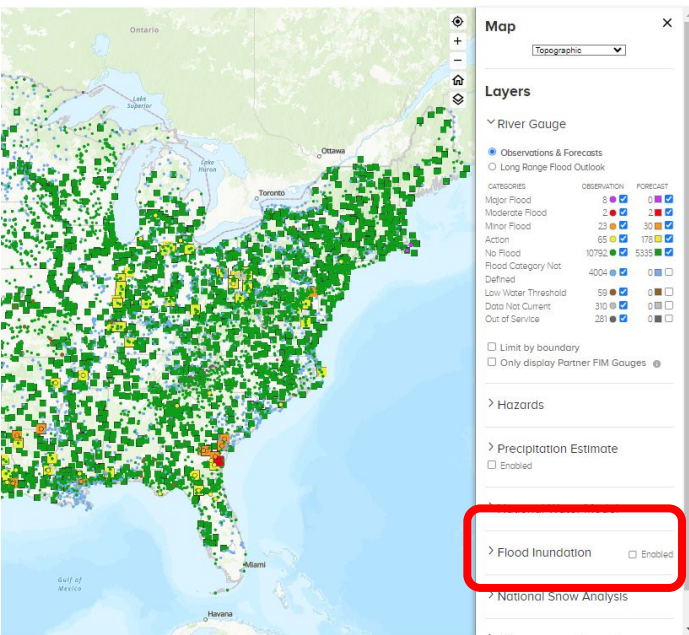 Ontario
Lake
Superior
Ottawa
Lake
Huron
Toronto
Miami
Gulf of
Mexico
Havana
+
−
Map
×
Topographic
Layers
River Gauge
Observations & Forecasts
Long Range Flood Outlook
CATEGORIES OBSERVATION FORECAST
Major Flood 8 0
Moderate Flood 2 2
Minor Flood 23 30
Action 65 178
No Flood 10792 5335
Flood Category Not
Defined 4004 0
Low Water Threshold 59 0
Data Not Current 310 0
Out of Service 281 0
Limit by boundary
Only display Partner FIM Gauges
Hazards
Precipitation Estimate
Enabled
National Water Model
Flood Inundation Enabled
National Snow Analysis